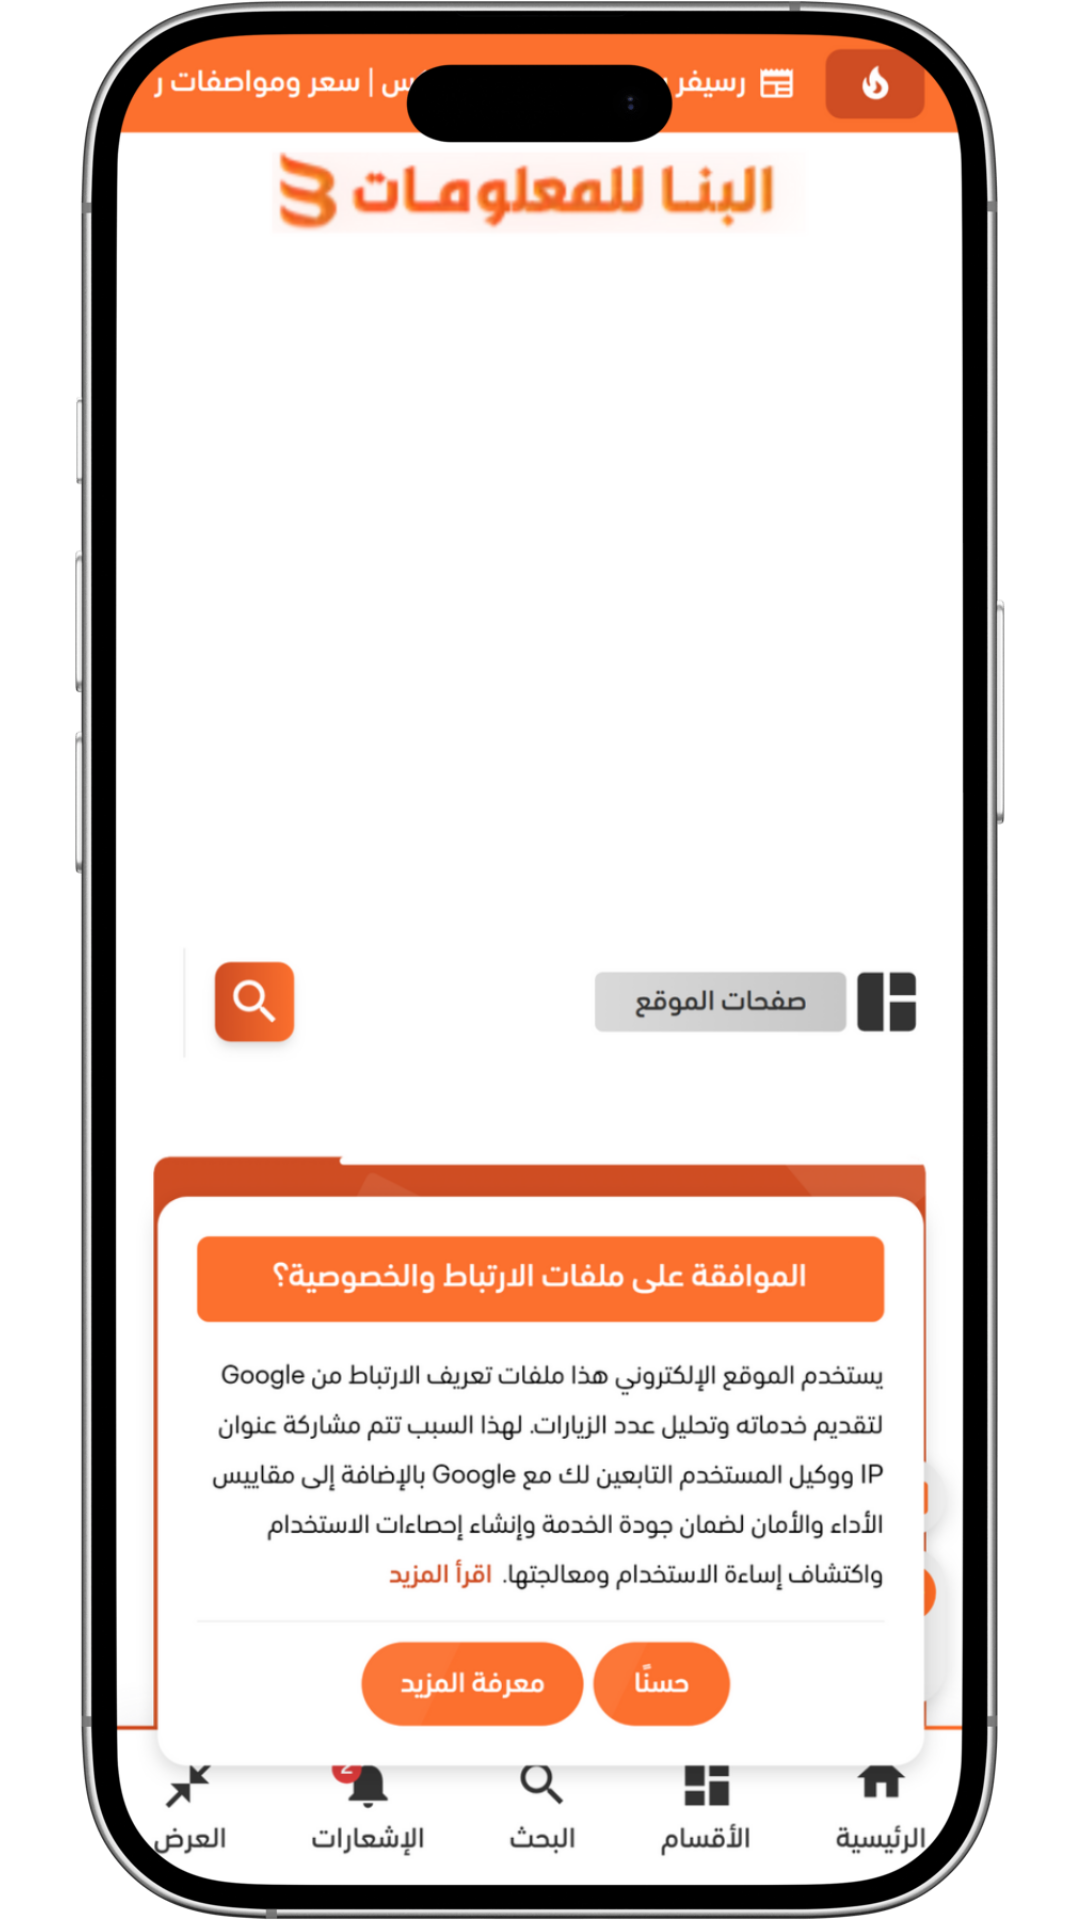 رسيفر
س | سعر ومواصفات ر
البنا للمعلومات
صفحات الموقع
الموافقة على ملفات الارتباط والخصوصية؟
يستخدم الموقع الإلكتروني هذا ملفات تعريف الارتباط من Google
لتقديم خدماته وتحليل عدد الزيارات. لهذا السبب تتم مشاركة عنوان
IP ووكيل المستخدم التابعين لك مع Google بالإضافة إلى مقاييس
الأداء والأمان لضمان جودة الخدمة وإنشاء إحصاءات الاستخدام
واكتشاف إساءة الاستخدام ومعالجتها. اقرأ المزيد
حسنًا
معرفة المزيد
2
الرئيسية
الأقسام
البحث
الإشعارات
العرض